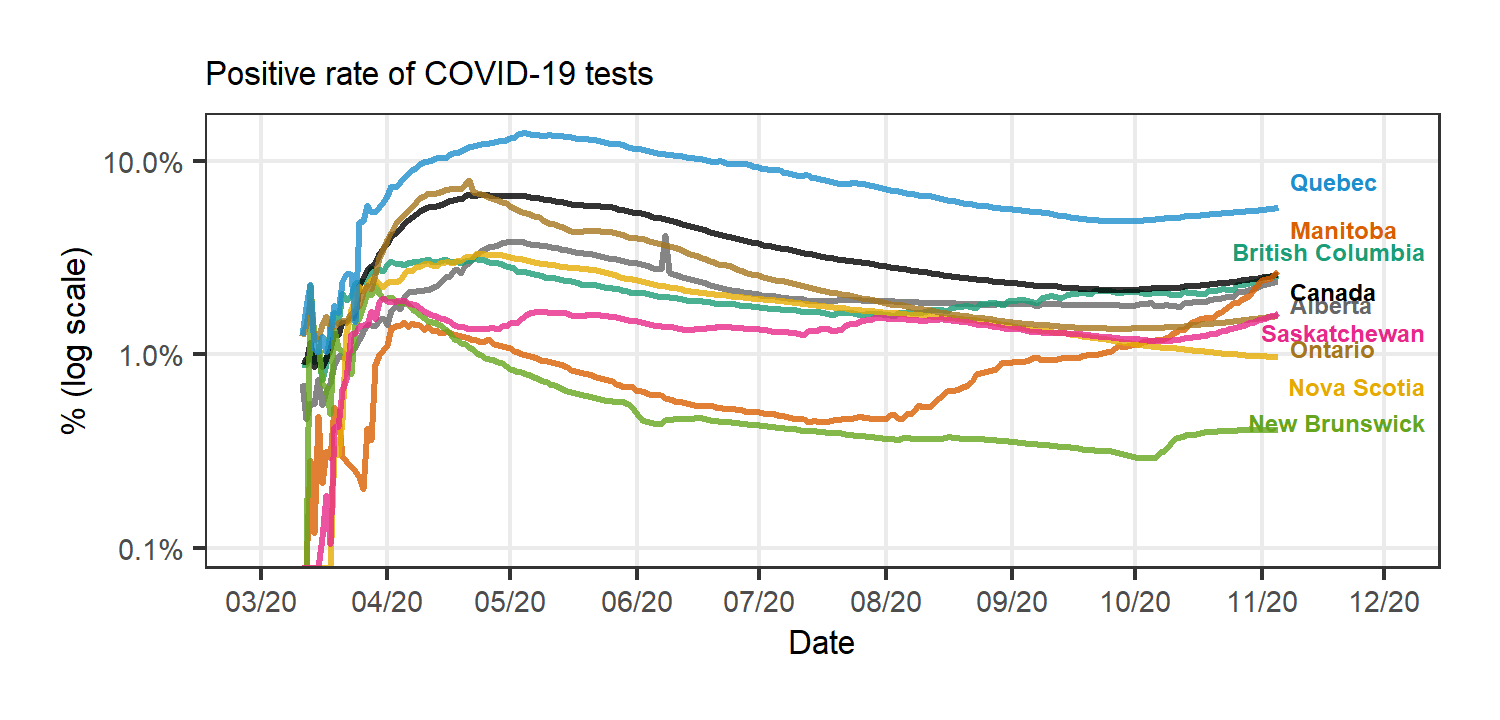 Positive rate of COVID-19 tests
% (log scale)
10.0%
1.0%
0.1%
Quebec
Manitoba
British Columbia
Canada
Alberta
Saskatchewan
Ontario
Nova Scotia
New Brunswick
03/20 04/20 05/20 06/20 07/20 08/20 09/20 10/20 11/20 12/20
Date